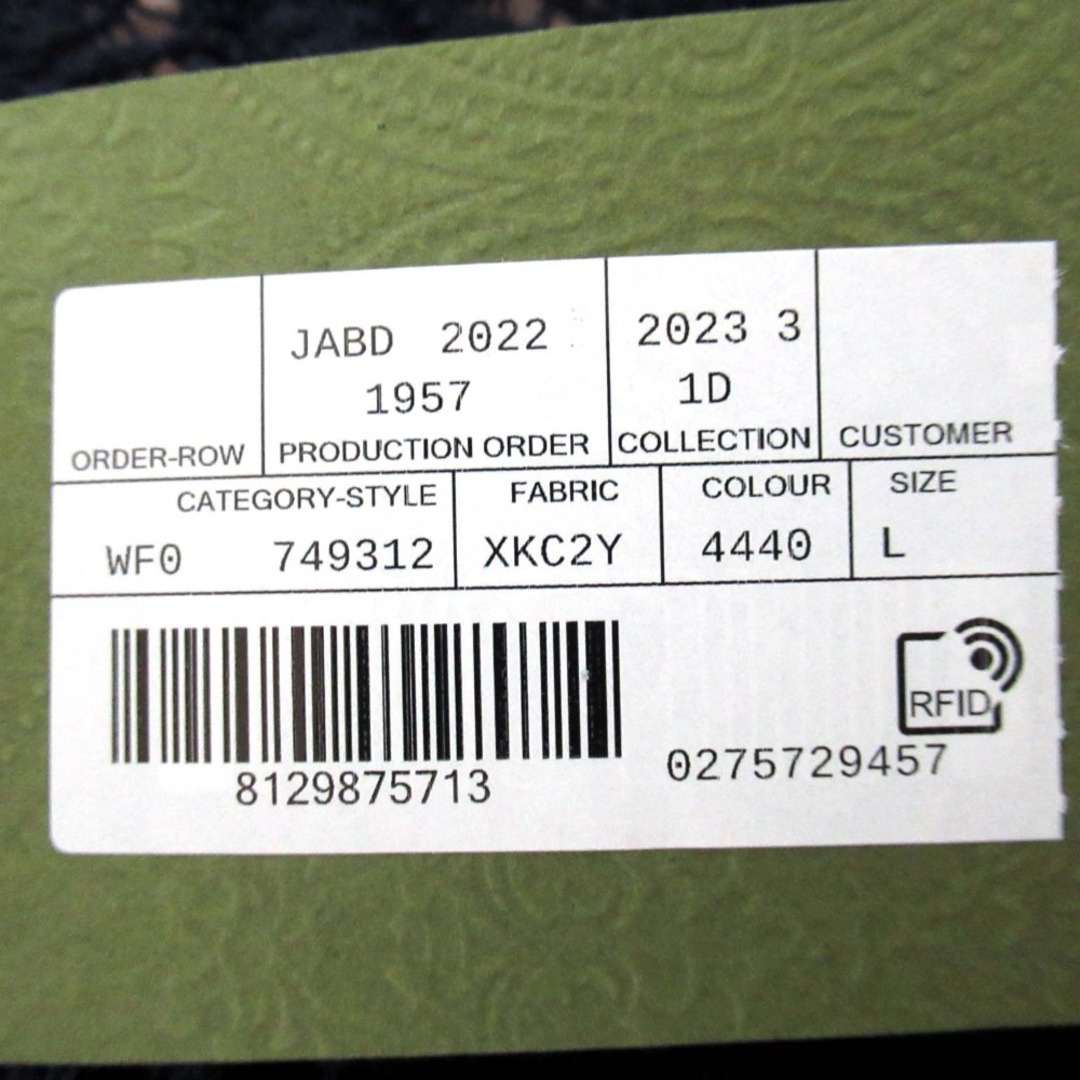 JABD 2022
1957
2023 3
1D
ORDER-ROW
PRODUCTION ORDER
COLLECTION
CUSTOMER
CATEGORY-STYLE
FABRIC
COLOUR
SIZE
WF0 749312
XKC2Y
4440
L
RFID
8129875713
0275729457